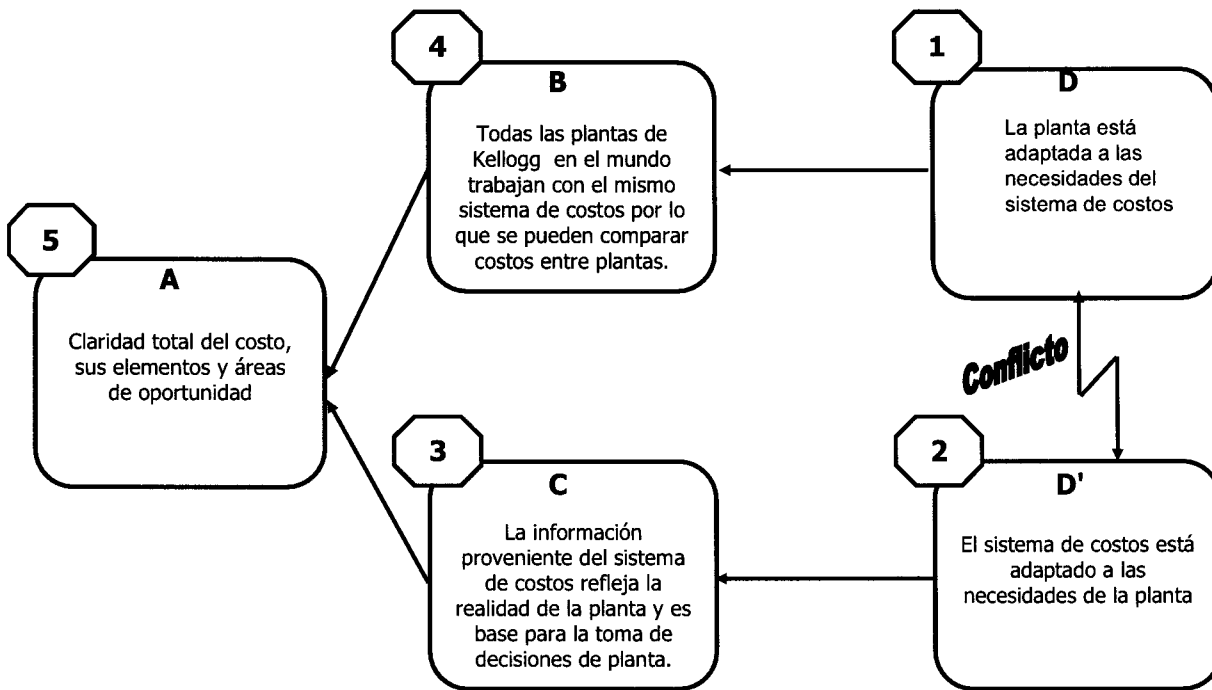 4
B
Todas las plantas de
Kellogg en el mundo
trabajan con el mismo
sistema de costos por lo
que se pueden comparar
costos entre plantas.
1
D
La planta está
adaptada a las
necesidades del
sistema de costos
5
A
Claridad total del costo,
sus elementos y áreas
de oportunidad
Conflicto
3
C
La información
proveniente del sistema
de costos refleja la
realidad de la planta y es
base para la toma de
decisiones de planta.
2
D'
El sistema de costos está
adaptado a las
necesidades de la planta